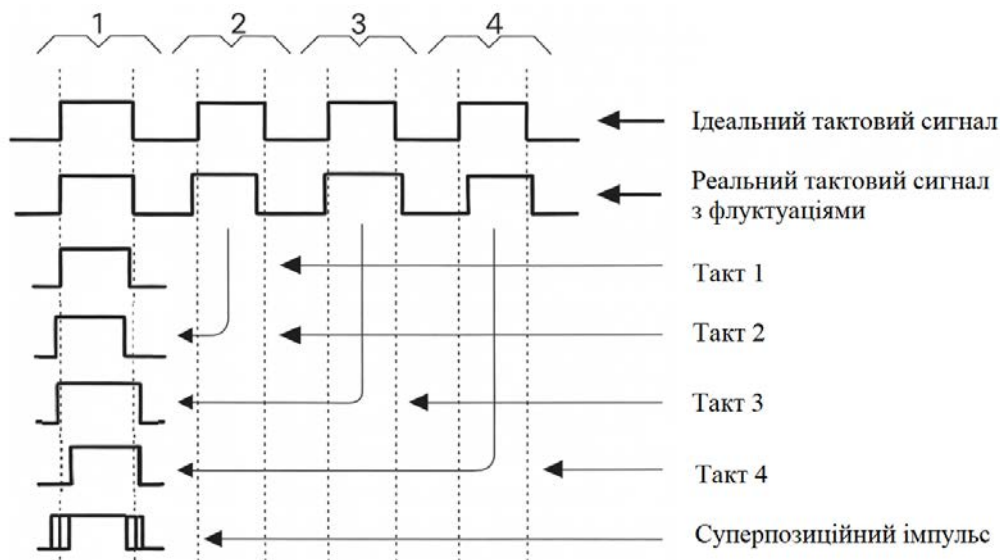 1 2 3 4
Ідеальний тактовий сигнал
Реальний тактовий сигнал
з флуктуаціями
Такт 1
Такт 2
Такт 3
Такт 4
Суперпозиційний імпульс